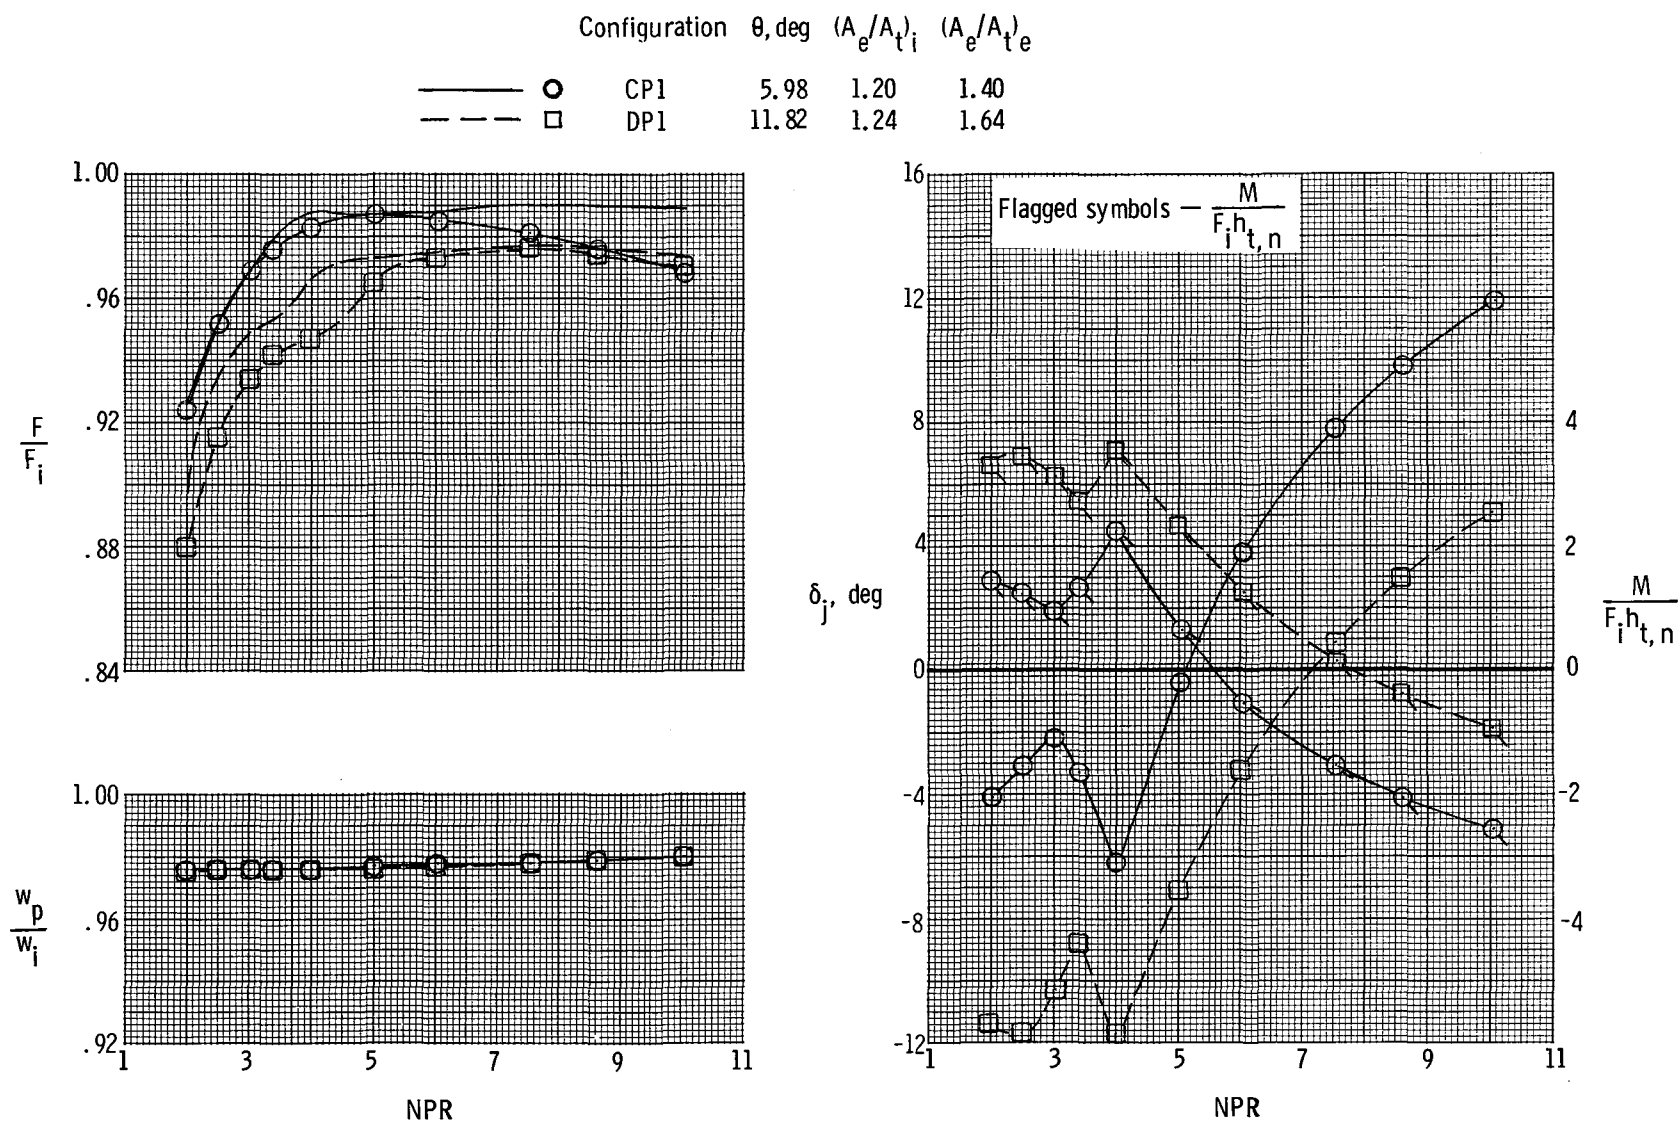 Configuration θ, deg (Ae/At)i (Ae/At)e
CP1 5.98 1.20 1.40
DP1 11.82 1.24 1.64
1.00
.96
.92
.88
.84
F
Fi
1.00
.96
.92
wp
wi
1 3 5 7 9 11
NPR
Flagged symbols — M
Fiht,n
16
12
8
4
0
-4
-8
-12
δj, deg
4
2
0
-2
-4
M
Fiht,n
1 3 5 7 9 11
NPR